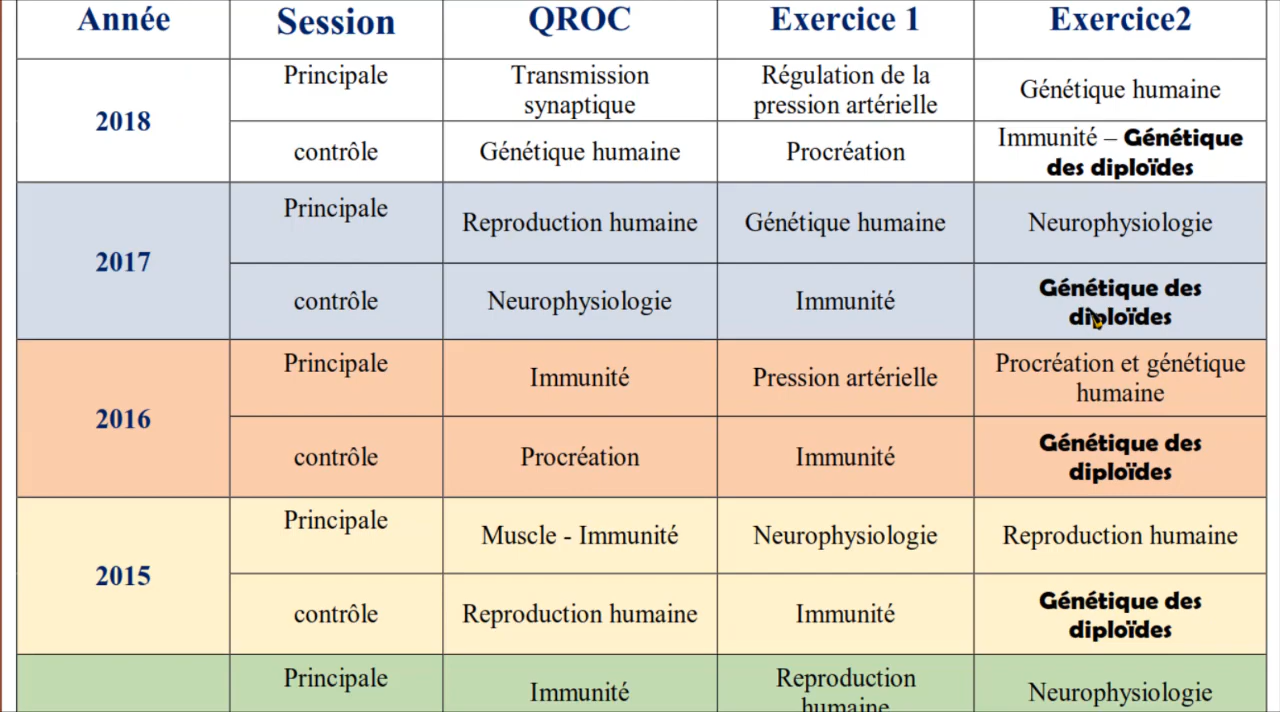 Année Session QROC Exercice 1 Exercice2
2018
Principale
Transmission
synaptique
Régulation de la
pression artérielle
Génétique humaine
contrôle
Génétique humaine
Procréation
Immunité – Génétique
des diploïdes
2017
Principale
Reproduction humaine
Génétique humaine
Neurophysiologie
contrôle
Neurophysiologie
Immunité
Génétique des
diploïdes
2016
Principale
Immunité
Pression artérielle
Procréation et génétique
humaine
contrôle
Procréation
Immunité
Génétique des
diploïdes
2015
Principale
Muscle - Immunité
Neurophysiologie
Reproduction humaine
contrôle
Reproduction humaine
Immunité
Génétique des
diploïdes
Principale
Immunité
Reproduction
humaine
Neurophysiologie